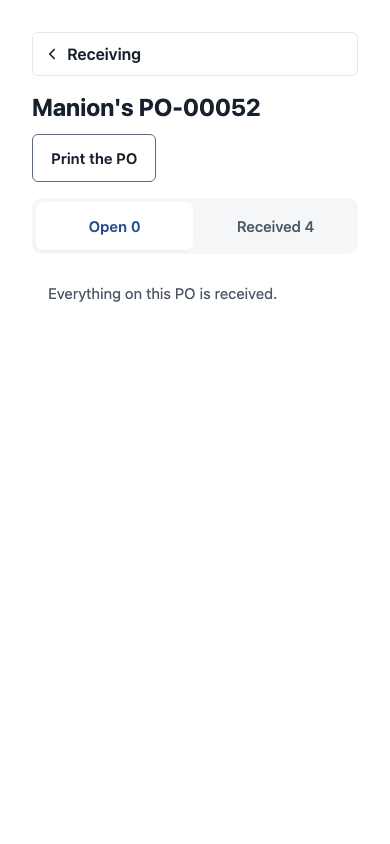 Receiving
Manion's PO-00052
Print the PO
Open 0
Received 4
Everything on this PO is received.